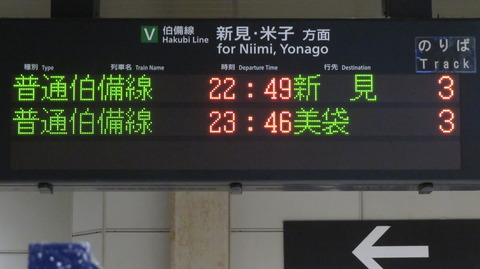 V 伯備線 新見・米子 方面
Hakubi Line for Niimi, Yonago
のりば
Track
種別 Type 列車名 Train Name 時刻 Departure Time 行先 Destination
普通伯備線 22:49 新 見 3
普通伯備線 23:46 美袋 3